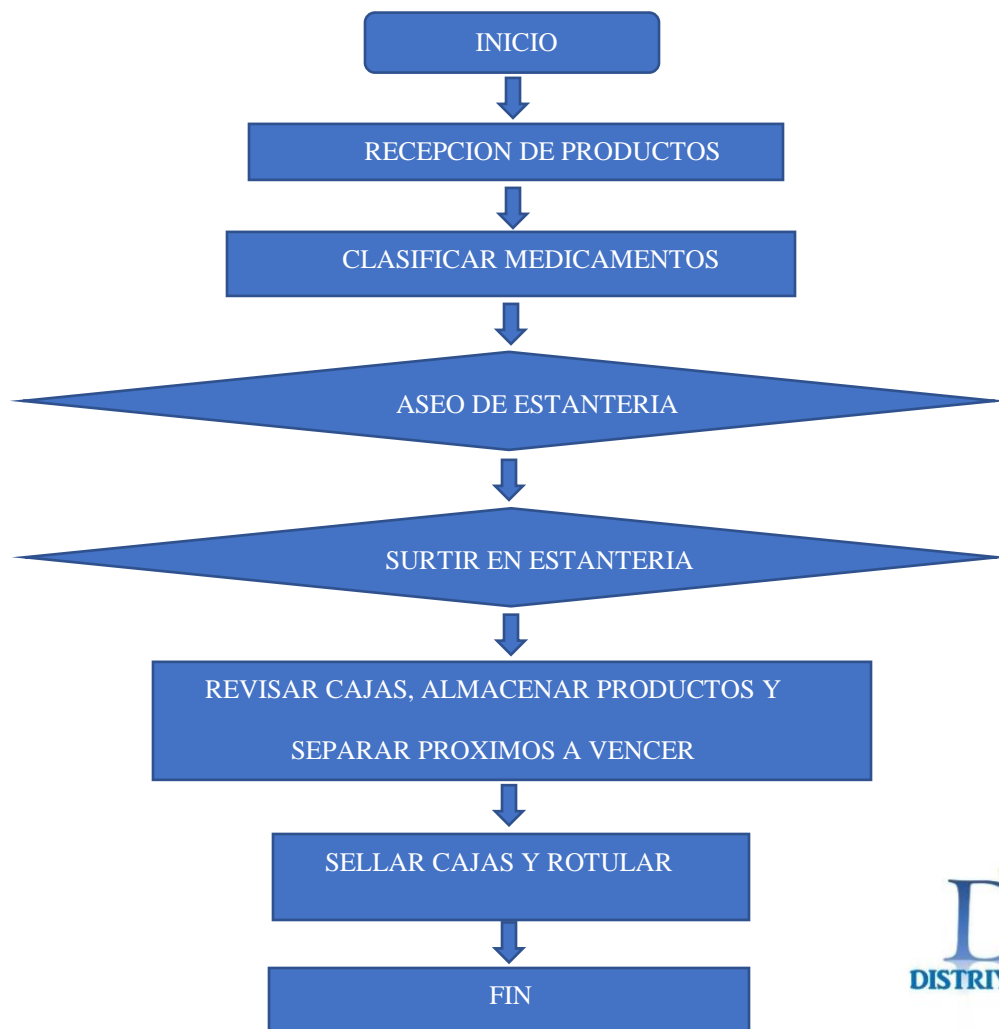 INICIO
RECEPCION DE PRODUCTOS
CLASIFICAR MEDICAMENTOS
ASEO DE ESTANTERIA
SURTIR EN ESTANTERIA
REVISAR CAJAS, ALMACENAR PRODUCTOS Y
SEPARAR PROXIMOS A VENCER
SELLAR CAJAS Y ROTULAR
FIN